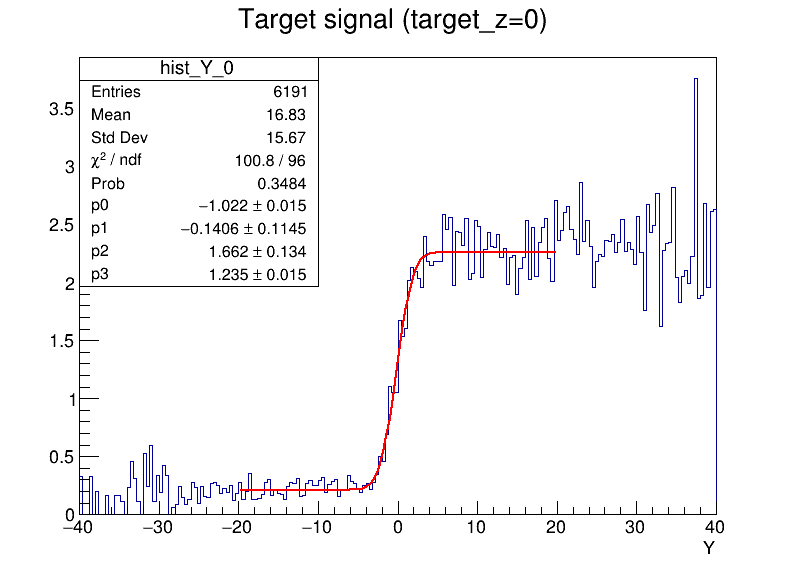 Target signal (target_z=0)
hist_Y_0
Entries 6191
Mean 16.83
Std Dev 15.67
χ² / ndf 100.8 / 96
Prob 0.3484
p0 −1.022 ± 0.015
p1 −0.1406 ± 0.1145
p2 1.662 ± 0.134
p3 1.235 ± 0.015
3.5
3
2.5
2
1.5
1
0.5
0
−40 −30 −20 −10 0 10 20 30 40
Y